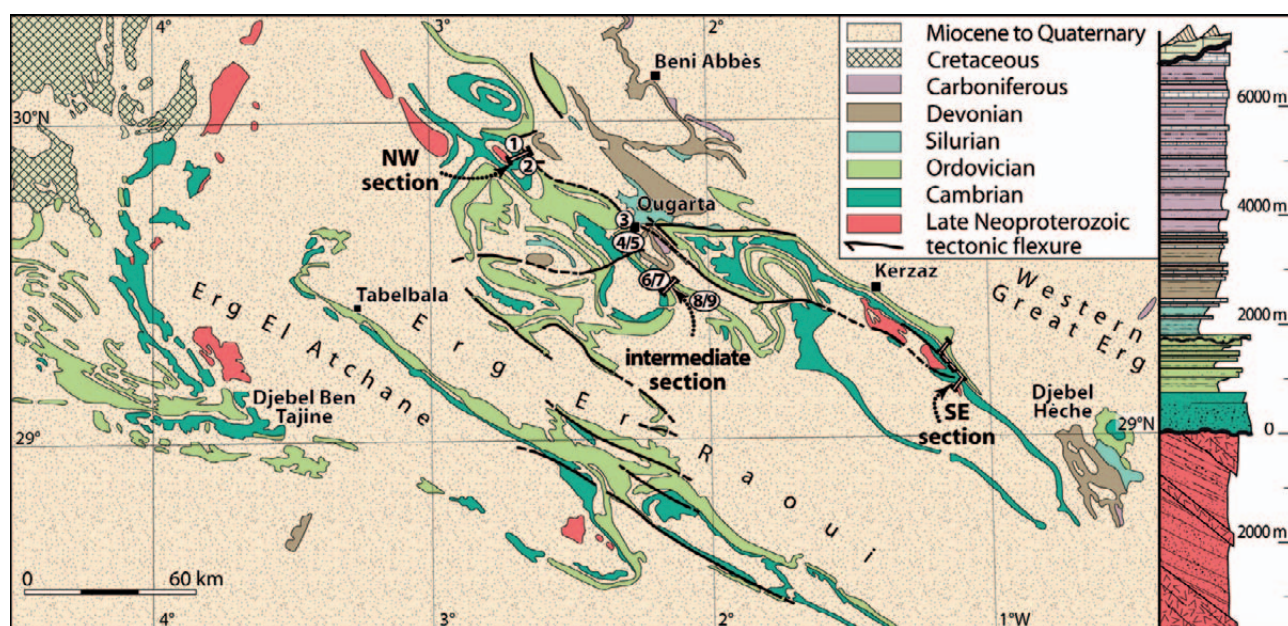 4°
3°
2°
Beni Abbès
30°N
NW
section
1
2
Ougarta
3
4/5
6/7
8/9
Kerzaz
Tabelbala
Erg El Atchane
Erg Er Raoui
Western
Great Erg
intermediate
section
Djebel Ben
Tajine
SE
section
Djebel
Hèche
29°
29°N
0
60 km
4°
3°
2°
1°W
Miocene to Quaternary
Cretaceous
Carboniferous
Devonian
Silurian
Ordovician
Cambrian
Late Neoproterozoic
tectonic flexure
6000 m
4000 m
2000 m
0
2000 m